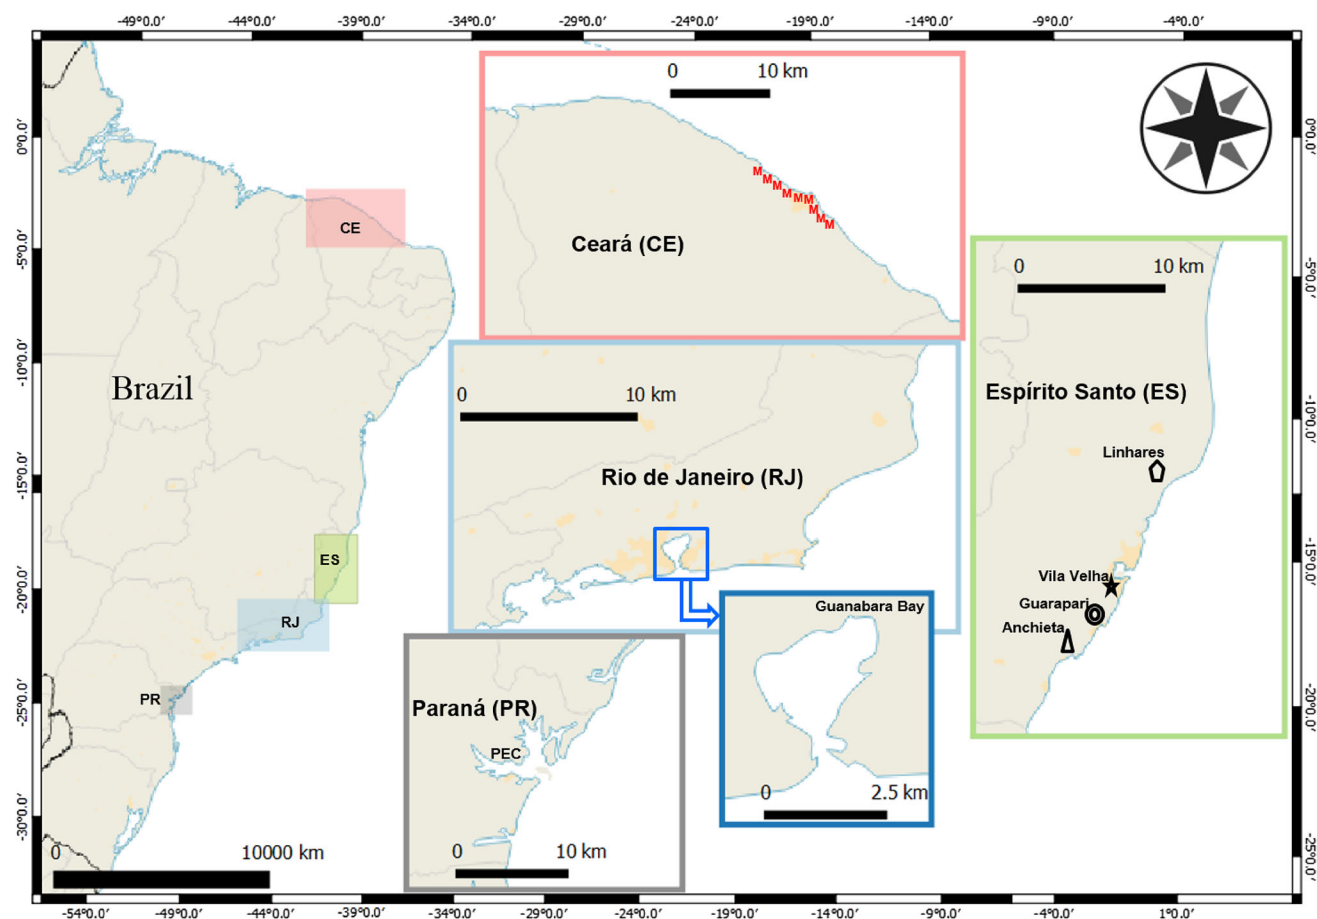 -49°0.0' -44°0.0' -39°0.0' -34°0.0' -29°0.0' -24°0.0' -19°0.0' -14°0.0' -9°0.0' -4°0.0'
0 10 km
0°0.0'
0°0.0'
M
M
M
M
M
M
M
M
M
CE
Ceará (CE)
-5°0.0'
-5°0.0'
0 10 km
-10°0.0'
Brazil
0 10 km
Espírito Santo (ES)
-10°0.0'
Linhares
Rio de Janeiro (RJ)
-15°0.0'
ES
-15°0.0'
Vila Velha
-20°0.0'
Guarapari
Guanabara Bay
RJ
Anchieta
PR
Paraná (PR)
-25°0.0'
-20°0.0'
PEC
0 2.5 km
-30°0.0'
0 10000 km
0 10 km
-25°0.0'
-54°0.0' -49°0.0' -44°0.0' -39°0.0' -34°0.0' -29°0.0' -24°0.0' -19°0.0' -14°0.0' -9°0.0' -4°0.0' 1°0.0'